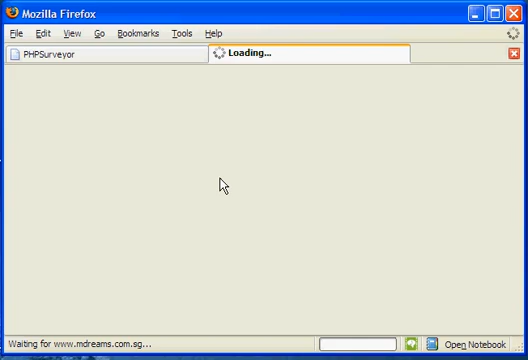 Mozilla Firefox
File Edit View Go Bookmarks Tools Help
PHPSurveyor Loading...
Waiting for www.mdreams.com.sg... Open Notebook